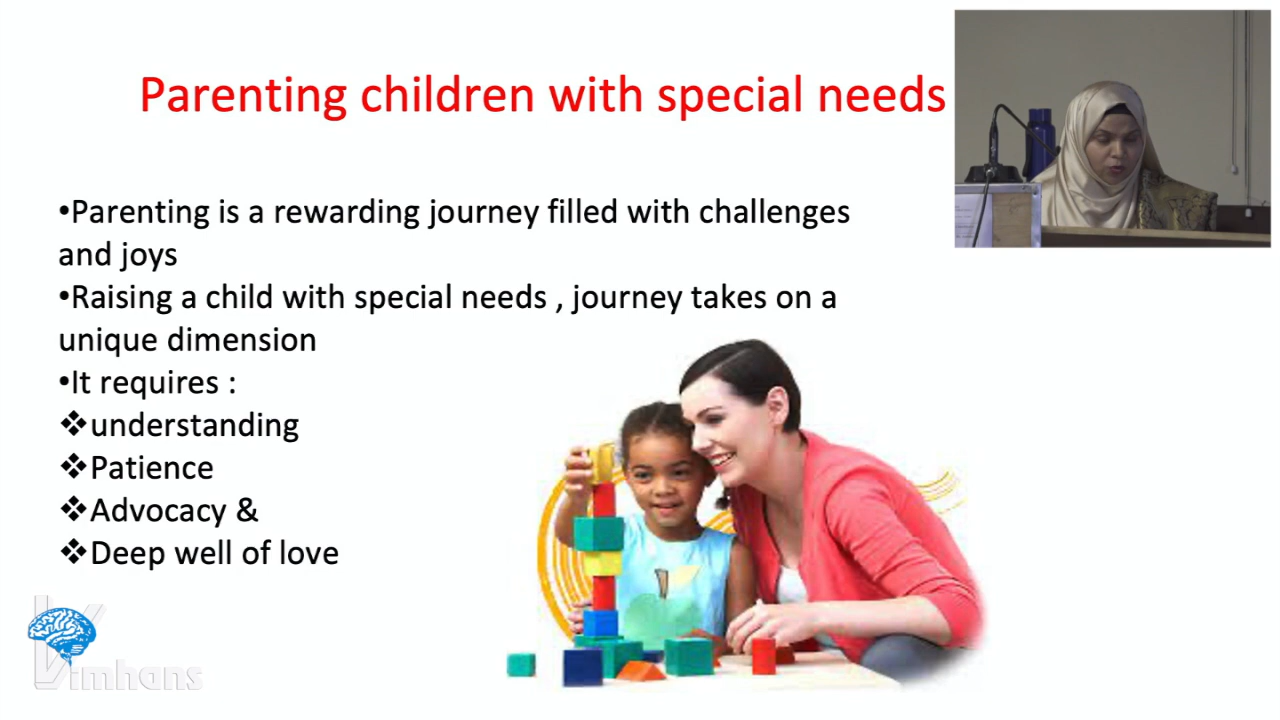 Parenting children with special needs
•Parenting is a rewarding journey filled with challenges
and joys
•Raising a child with special needs , journey takes on a
unique dimension
•It requires :
❖understanding
❖Patience
❖Advocacy &
❖Deep well of love
Vimhans